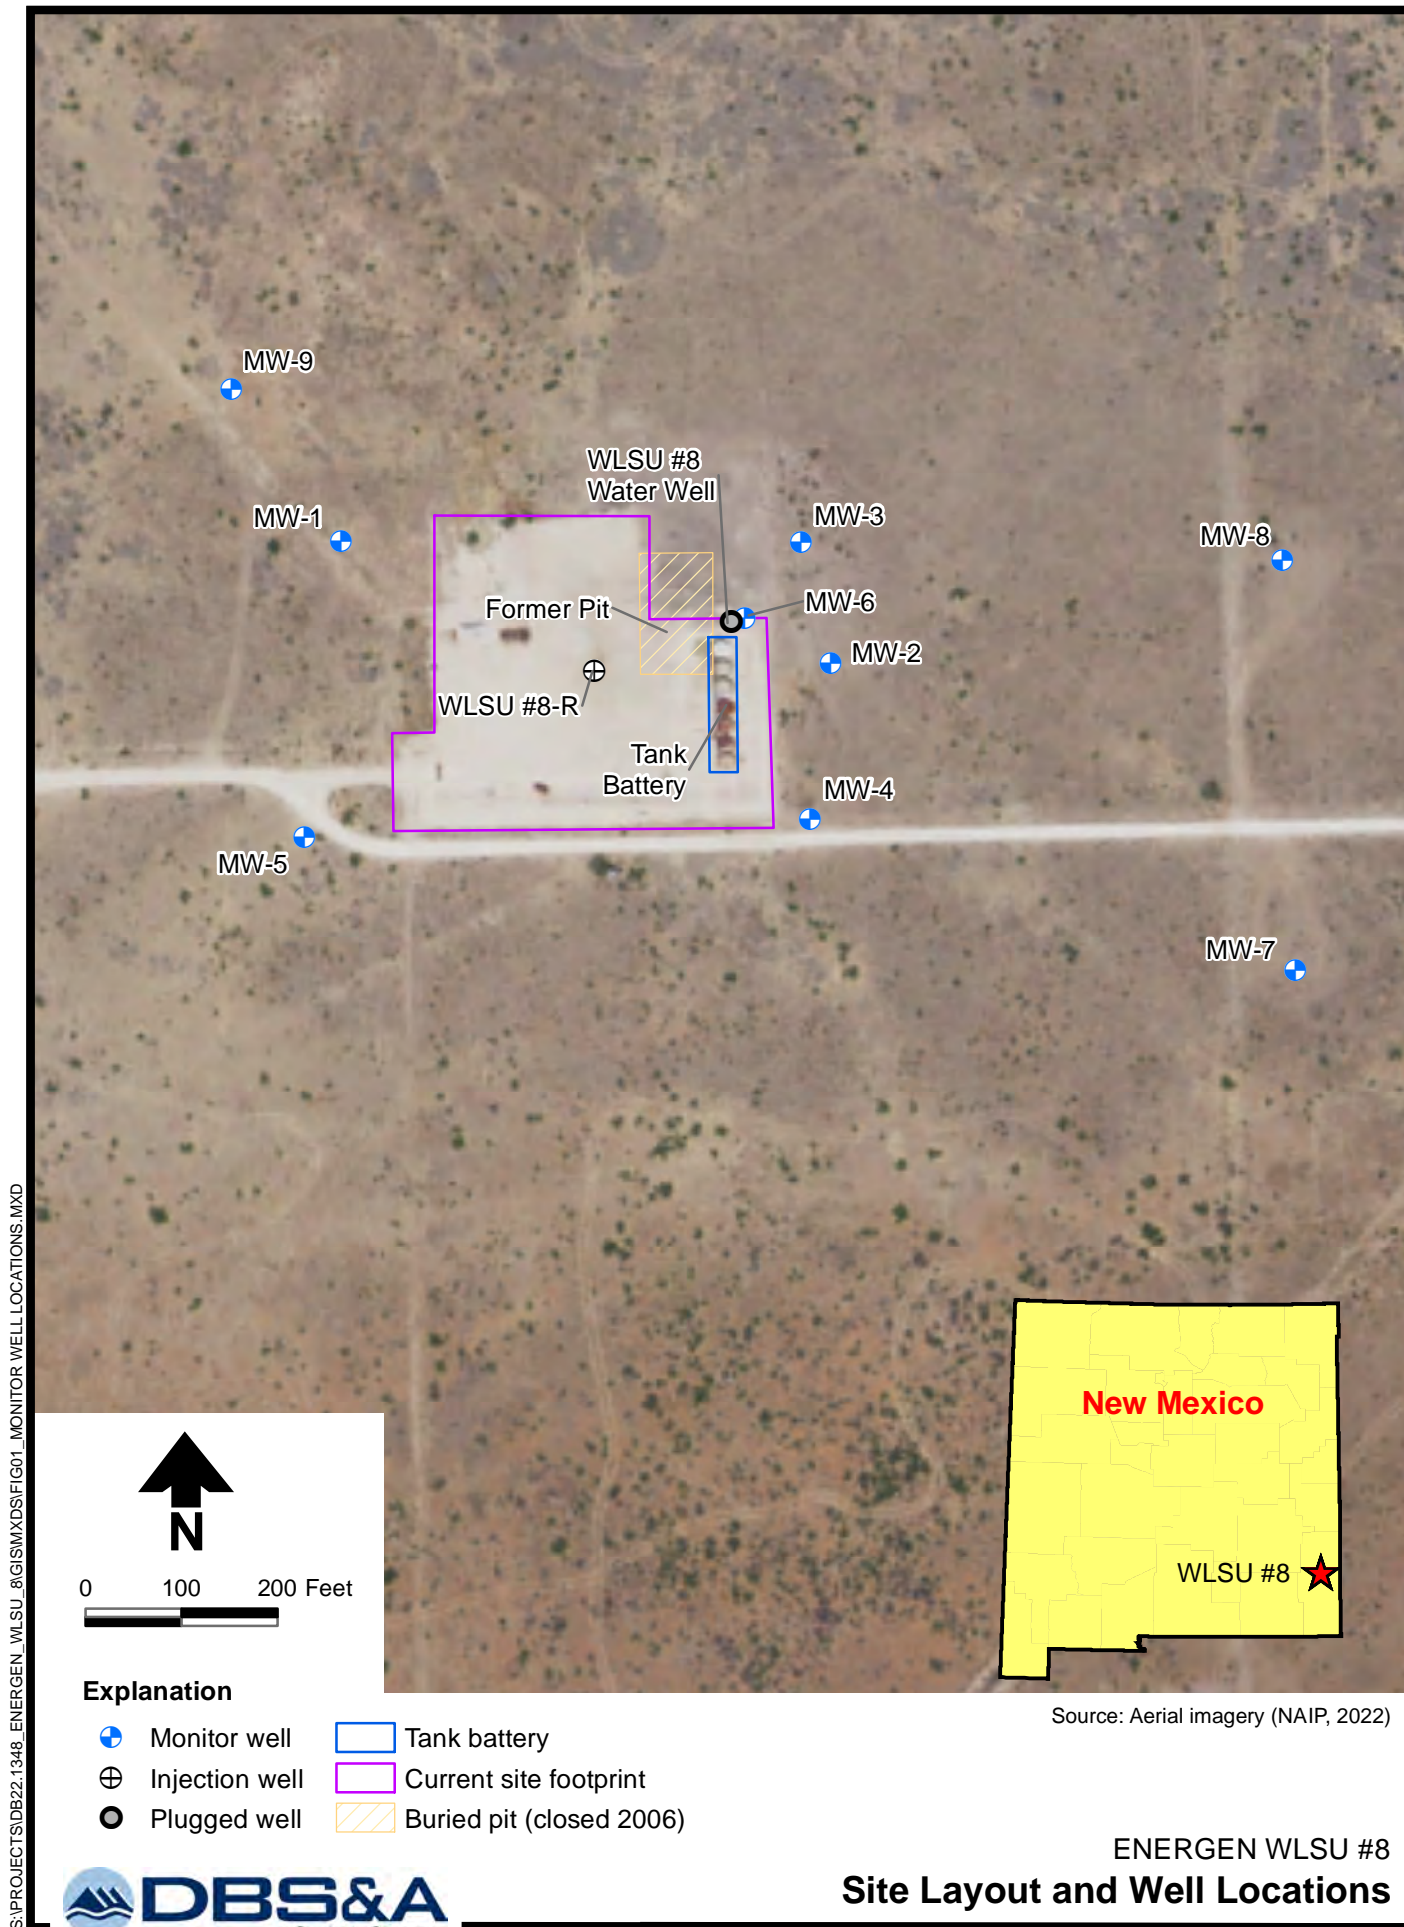 MW-9
WLSU #8
Water Well
MW-1
MW-3
MW-8
Former Pit
MW-6
MW-2
WLSU #8-R
Tank
Battery
MW-4
MW-5
MW-7
New Mexico
WLSU #8
N
0 100 200 Feet
Explanation
Monitor well
Injection well
Plugged well
Tank battery
Current site footprint
Buried pit (closed 2006)
Source: Aerial imagery (NAIP, 2022)
DBS&A
ENERGEN WLSU #8
Site Layout and Well Locations
S:\PROJECTS\DB22.1348_ENERGEN_WLSU_8\GIS\MXDS\FIG01_MONITOR WELL LOCATIONS.MXD